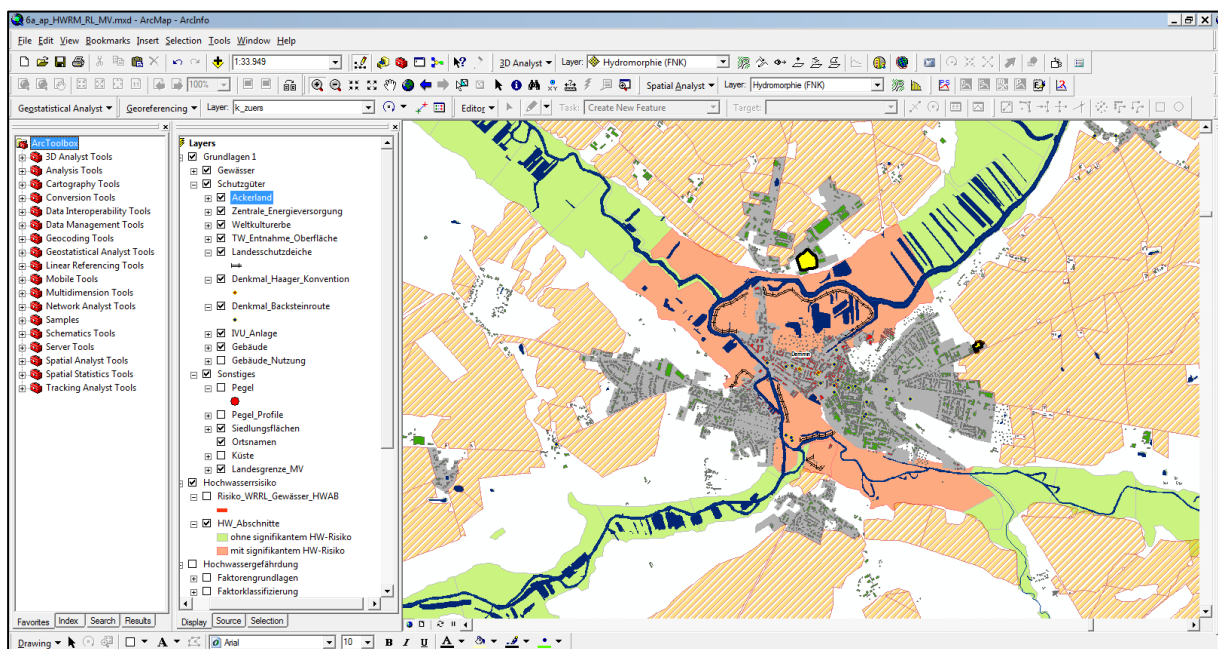 6a_ap_HWRM_RL_MV.mxd - ArcMap - ArcInfo
File Edit View Bookmarks Insert Selection Tools Window Help
1:33.949 3D Analyst Layer: Hydromorphie (FNK)
100% Spatial Analyst Layer: Hydromorphie (FNK)
Geostatistical Analyst Georeferencing Layer: k_zuers Editor Task: Create New Feature Target:
ArcToolbox
3D Analyst Tools
Analysis Tools
Cartography Tools
Conversion Tools
Data Interoperability Tools
Data Management Tools
Geocoding Tools
Geostatistical Analyst Tools
Linear Referencing Tools
Mobile Tools
Multidimension Tools
Network Analyst Tools
Samples
Schematics Tools
Server Tools
Spatial Analyst Tools
Spatial Statistics Tools
Tracking Analyst Tools
Favorites Index Search Results
Layers
Grundlagen 1
Gewässer
Schutzgüter
Ackerland
Zentrale_Energieversorgung
Weltkulturerbe
TW_Entnahme_Oberfläche
Landesschutzdeiche
Denkmal_Haager_Konvention
Denkmal_Backsteinroute
IVU_Anlage
Gebäude
Gebäude_Nutzung
Sonstiges
Pegel
Pegel_Profile
Siedlungsflächen
Ortsnamen
Küste
Landesgrenze_MV
Hochwasserrisiko
Risiko_WRRL_Gewässer_HWAB
HW_Abschnitte
ohne signifikantem HW-Risiko
mit signifikantem HW-Risiko
Hochwassergefährdung
Faktorengrundlagen
Faktorklassifizierung
Display Source Selection
Demmin
Drawing A Arial 10 B I U A